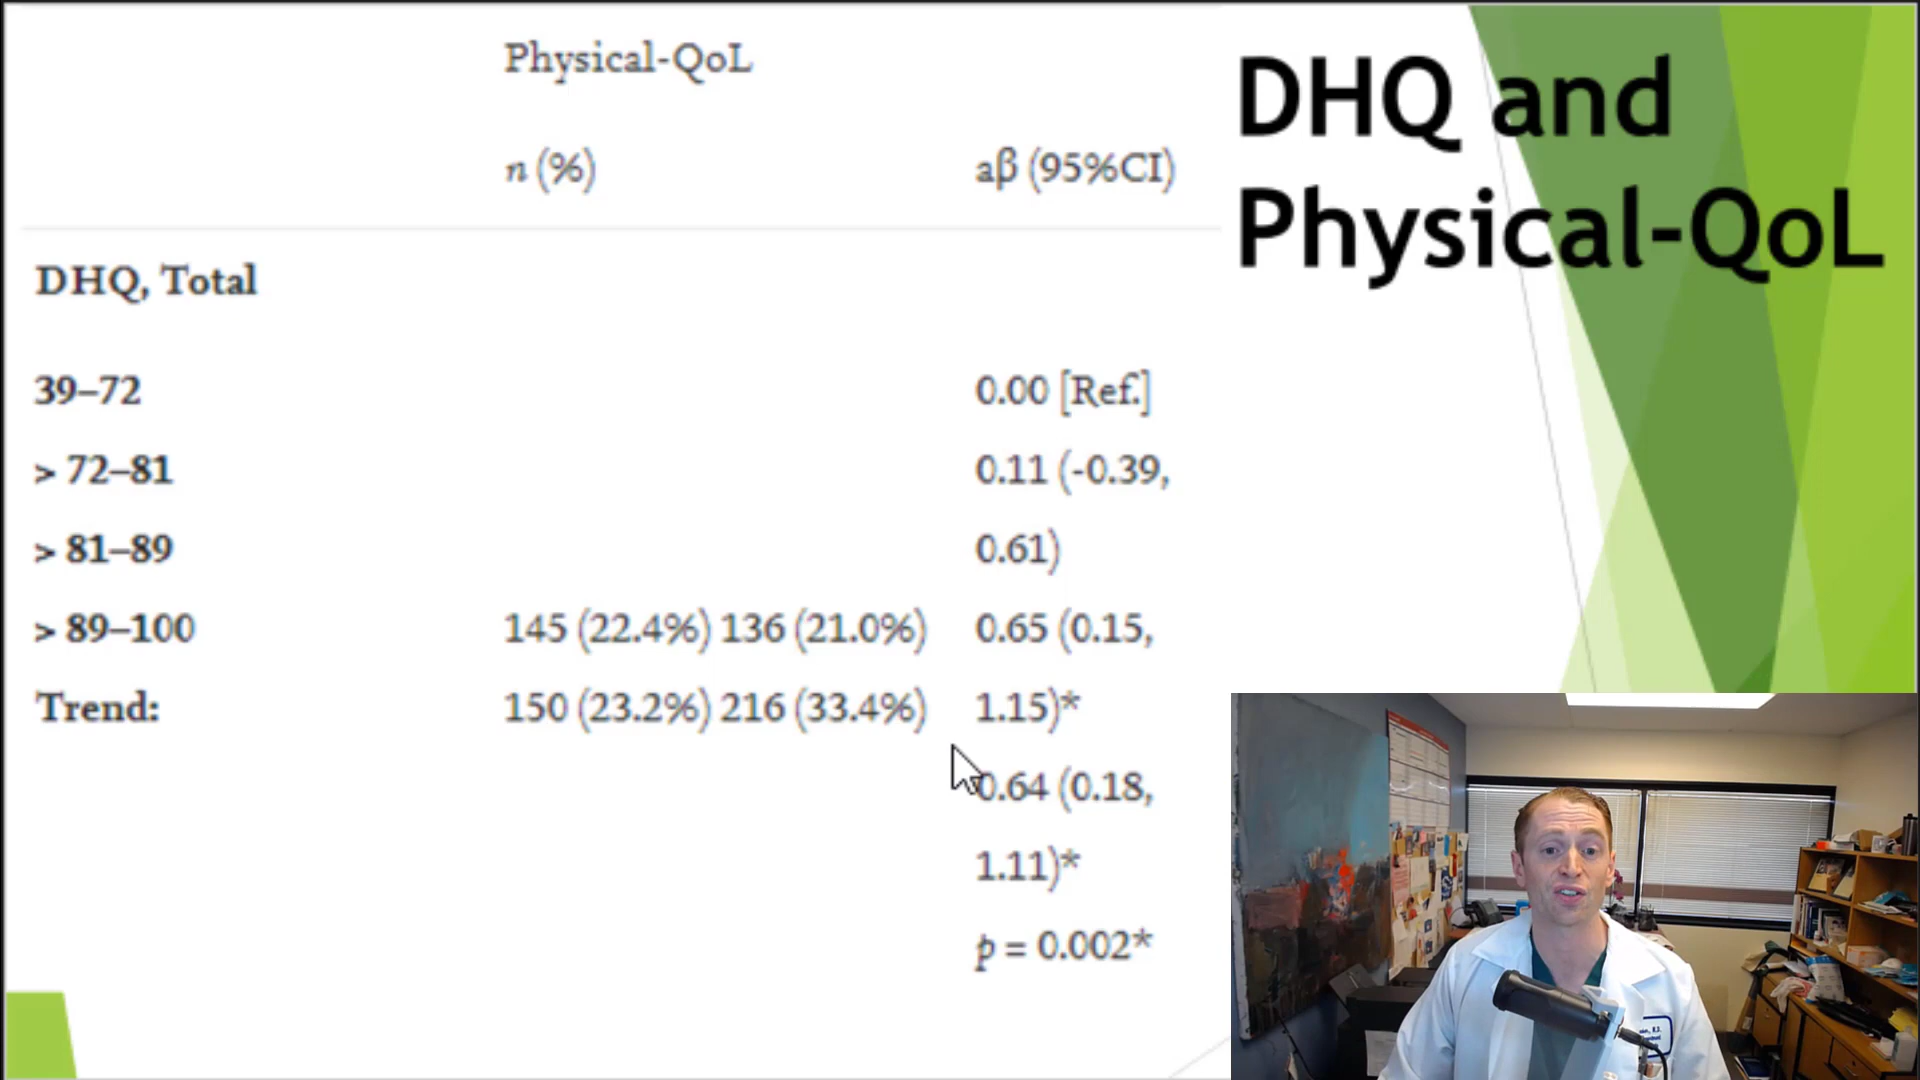 Physical-QoL
n (%) aβ (95%CI)
DHQ, Total
39–72 0.00 [Ref.]
> 72–81 0.11 (-0.39,
> 81–89 0.61)
> 89–100 145 (22.4%) 136 (21.0%) 0.65 (0.15,
Trend: 150 (23.2%) 216 (33.4%) 1.15)*
0.64 (0.18,
1.11)*
p = 0.002*
DHQ and
Physical-QoL